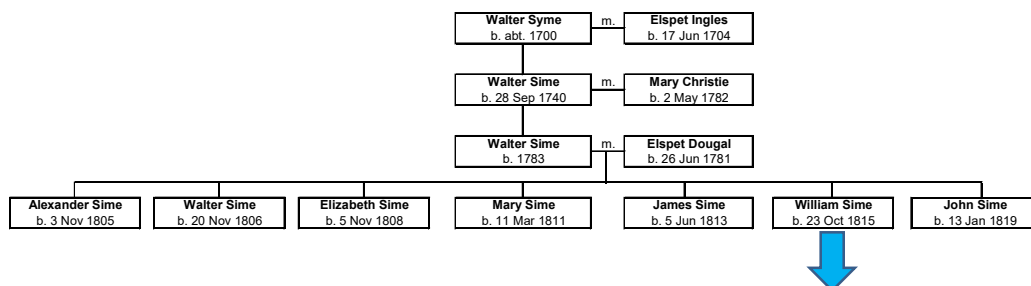 Walter Syme m. Elspet Ingles
b. abt. 1700 b. 17 Jun 1704
Walter Sime m. Mary Christie
b. 28 Sep 1740 b. 2 May 1782
Walter Sime m. Elspet Dougal
b. 1783 b. 26 Jun 1781
Alexander Sime Walter Sime Elizabeth Sime Mary Sime James Sime William Sime John Sime
b. 3 Nov 1805 b. 20 Nov 1806 b. 5 Nov 1808 b. 11 Mar 1811 b. 5 Jun 1813 b. 23 Oct 1815 b. 13 Jan 1819